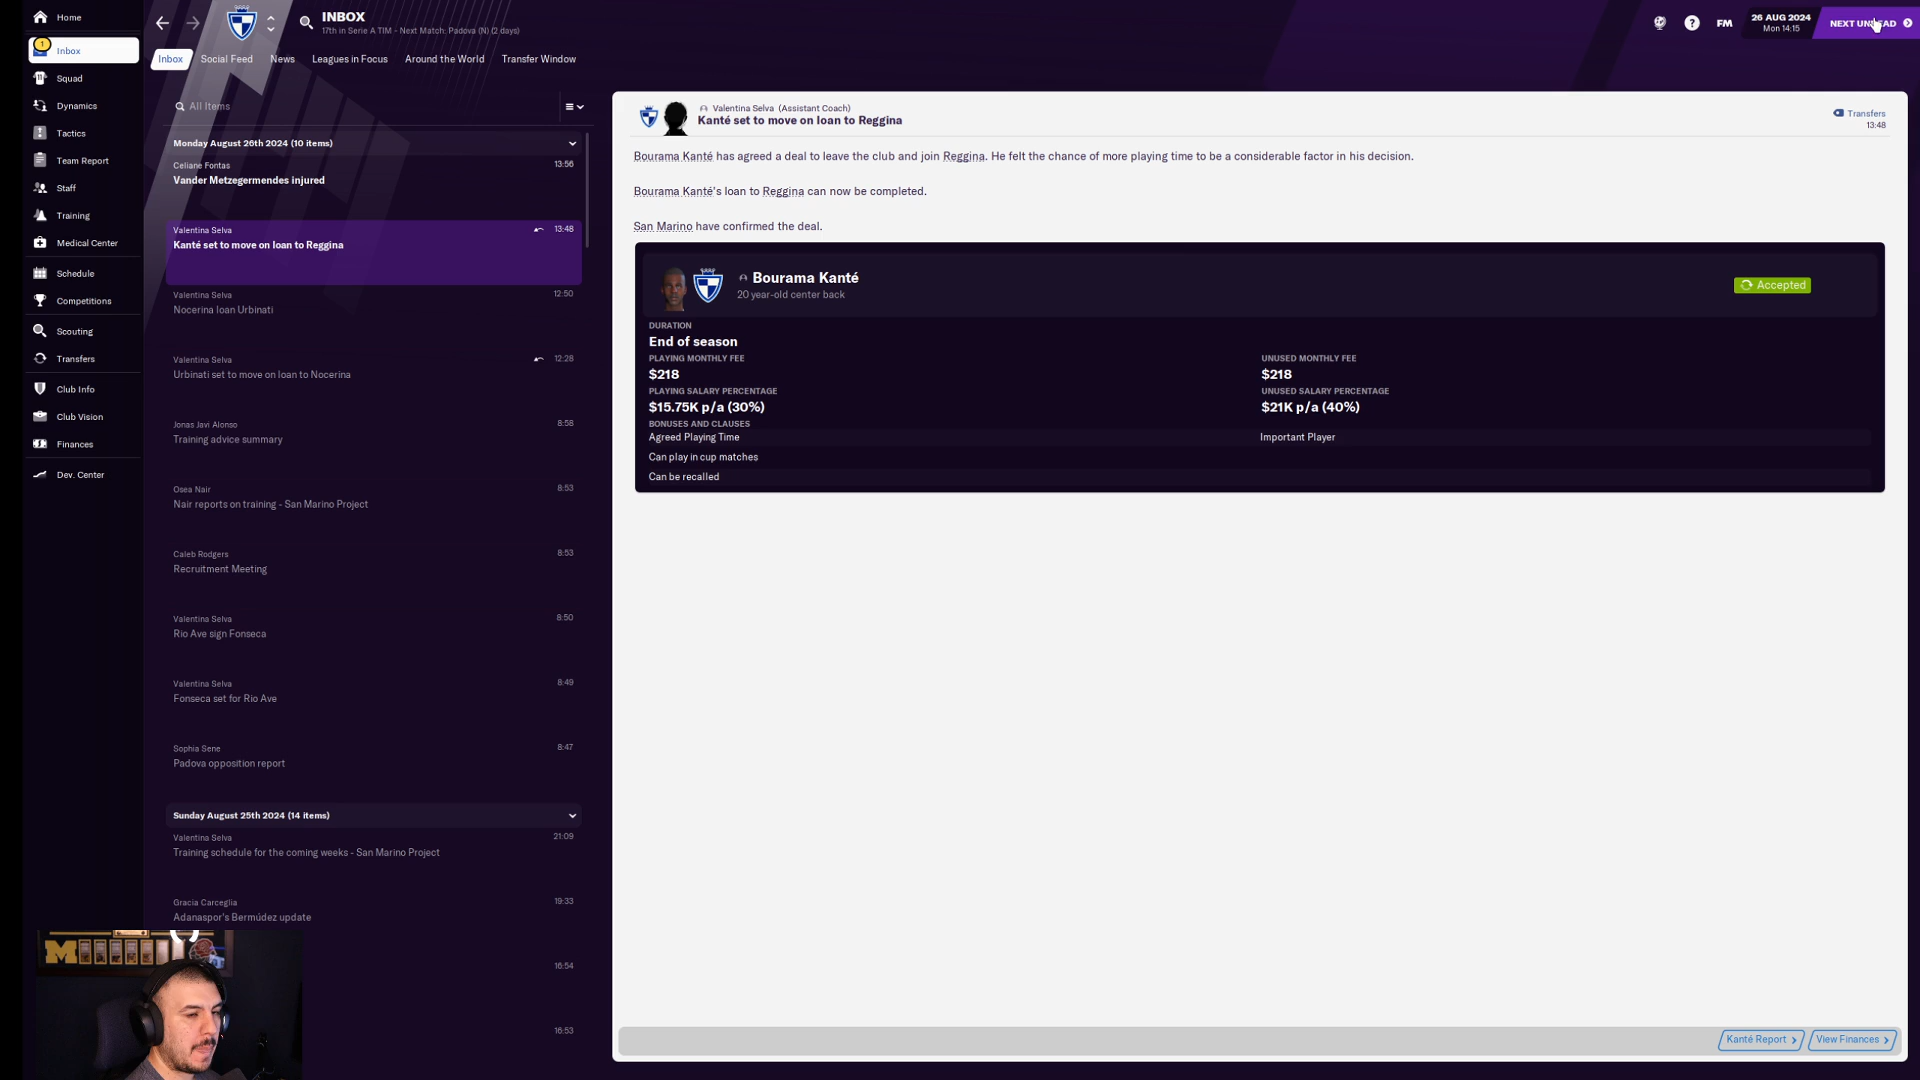 Home
Inbox
1
Squad
Dynamics
Tactics
Team Report
Staff
Training
Medical Center
Schedule
Competitions
Scouting
Transfers
Club Info
Club Vision
Finances
Dev. Center
INBOX
17th in Serie A TIM - Next Match: Padova (N) (2 days)
FM
26 AUG 2024
Mon 14:15
NEXT UNREAD
Inbox
Social Feed
News
Leagues in Focus
Around the World
Transfer Window
All Items
Monday August 26th 2024 (10 items)
Celiane Fontas 13:56
Vander Metzegermendes injured
Valentina Selva 13:48
Kanté set to move on loan to Reggina
Valentina Selva 12:50
Nocerina loan Urbinati
Valentina Selva 12:28
Urbinati set to move on loan to Nocerina
Jonas Javi Alonso 8:58
Training advice summary
Osea Nair 8:53
Nair reports on training - San Marino Project
Caleb Rodgers 8:53
Recruitment Meeting
Valentina Selva 8:50
Rio Ave sign Fonseca
Valentina Selva 8:49
Fonseca set for Rio Ave
Sophia Sene 8:47
Padova opposition report
Sunday August 25th 2024 (14 items)
Valentina Selva 21:09
Training schedule for the coming weeks - San Marino Project
Gracia Carceglia 19:33
Adanaspor's Bermúdez update
16:54
16:53
M
Valentina Selva (Assistant Coach)
Kanté set to move on loan to Reggina
Transfers
13:48
Bourama Kanté has agreed a deal to leave the club and join Reggina. He felt the chance of more playing time to be a considerable factor in his decision.
Bourama Kanté's loan to Reggina can now be completed.
San Marino have confirmed the deal.
Bourama Kanté
20 year-old center back
Accepted
DURATION
End of season
PLAYING MONTHLY FEE UNUSED MONTHLY FEE
$218 $218
PLAYING SALARY PERCENTAGE UNUSED SALARY PERCENTAGE
$15.75K p/a (30%) $21K p/a (40%)
BONUSES AND CLAUSES
Agreed Playing Time Important Player
Can play in cup matches
Can be recalled
Kanté Report
View Finances